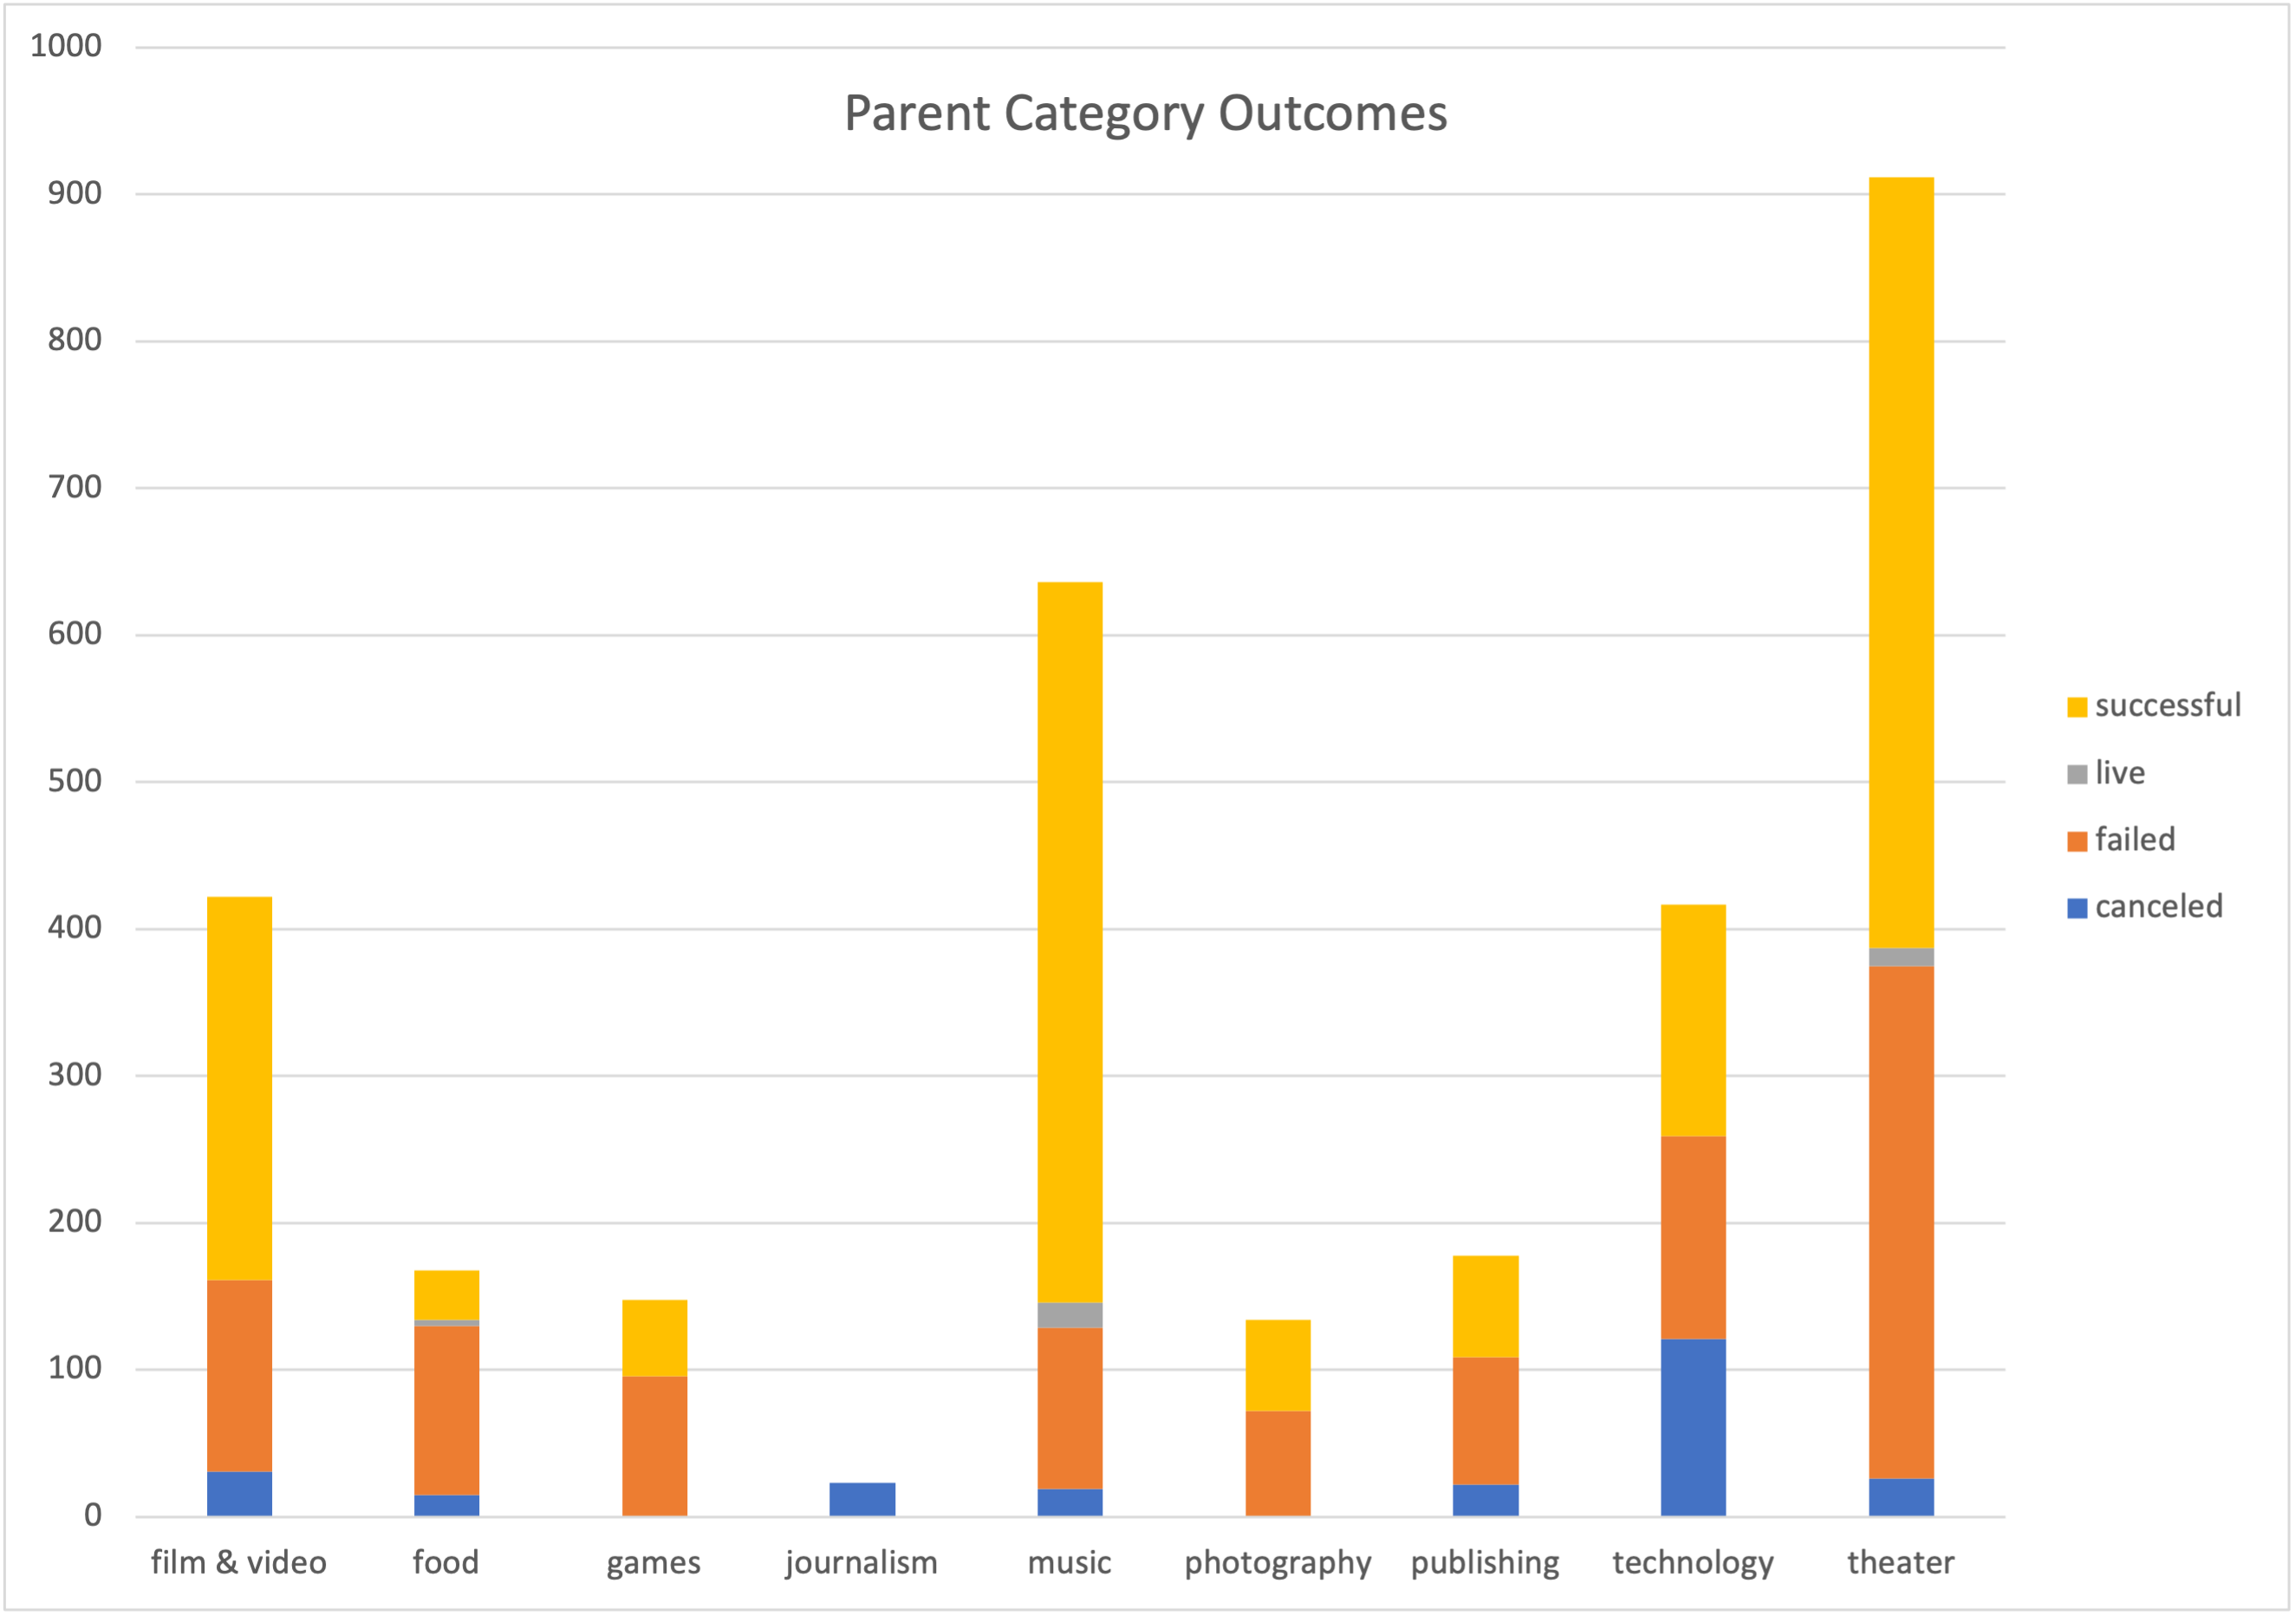 Parent Category Outcomes
1000
900
800
700
600
500
400
300
200
100
0
film & video food games journalism music photography publishing technology theater
successful
live
failed
canceled